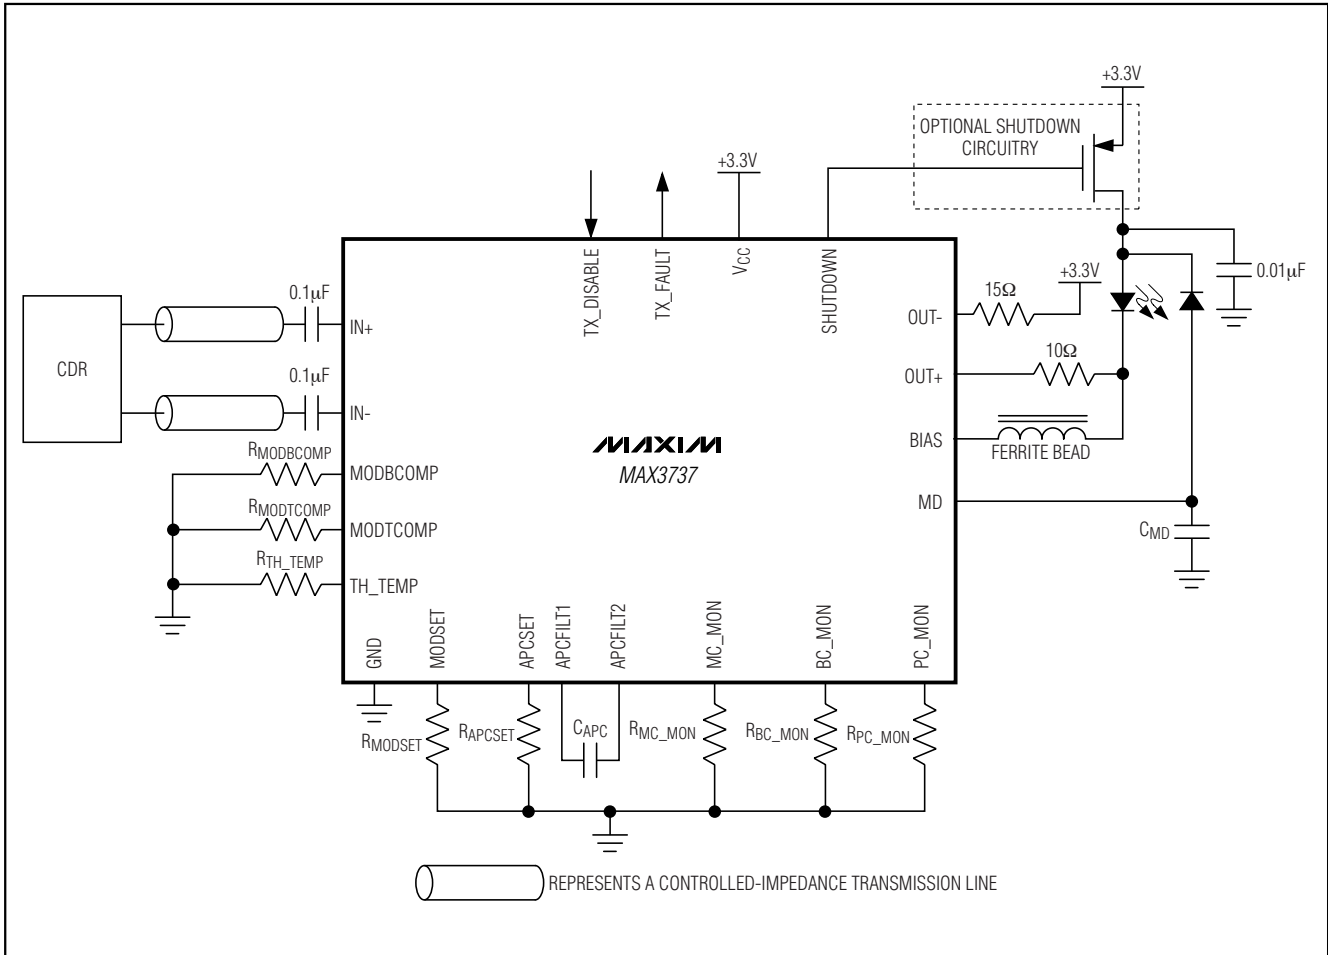 +3.3V
OPTIONAL SHUTDOWN
CIRCUITRY
+3.3V
TX_DISABLE
TX_FAULT
VCC
SHUTDOWN
+3.3V
0.01µF
15Ω
OUT-
10Ω
OUT+
BIAS
FERRITE BEAD
MD
CMD
CDR
0.1µF
IN+
0.1µF
IN-
RMODBCOMP
MODBCOMP
RMODTCOMP
MODTCOMP
RTH_TEMP
TH_TEMP
MAXIM
MAX3737
GND
MODSET
APCSET
APCFILT1
APCFILT2
MC_MON
BC_MON
PC_MON
RMODSET
RAPCSET
CAPC
RMC_MON
RBC_MON
RPC_MON
REPRESENTS A CONTROLLED-IMPEDANCE TRANSMISSION LINE